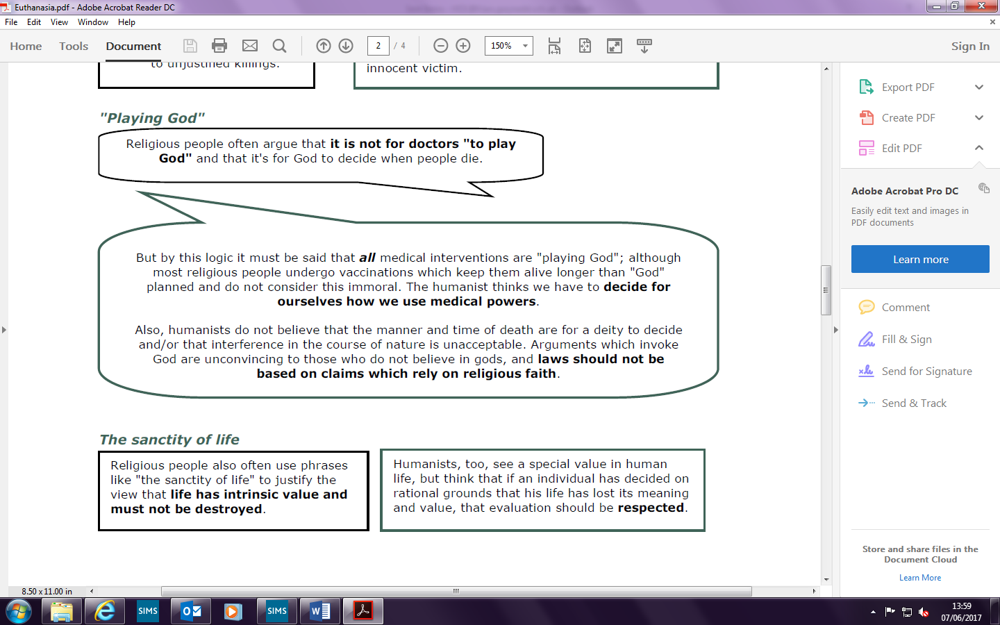 Euthanasia.pdf - Adobe Acrobat Reader DC
File Edit View Window Help
Home Tools Document 2 / 4 150% Sign In
to unjustified killings.
innocent victim.
"Playing God"
Religious people often argue that it is not for doctors "to play
God" and that it's for God to decide when people die.
But by this logic it must be said that all medical interventions are "playing God"; although
most religious people undergo vaccinations which keep them alive longer than "God"
planned and do not consider this immoral. The humanist thinks we have to decide for
ourselves how we use medical powers.
Also, humanists do not believe that the manner and time of death are for a deity to decide
and/or that interference in the course of nature is unacceptable. Arguments which invoke
God are unconvincing to those who do not believe in gods, and laws should not be
based on claims which rely on religious faith.
The sanctity of life
Religious people also often use phrases
like "the sanctity of life" to justify the
view that life has intrinsic value and
must not be destroyed.
Humanists, too, see a special value in human
life, but think that if an individual has decided on
rational grounds that his life has lost its meaning
and value, that evaluation should be respected.
Export PDF
Create PDF
Edit PDF
Adobe Acrobat Pro DC
Easily edit text and images in
PDF documents
Learn more
Comment
Fill & Sign
Send for Signature
Send & Track
Store and share files in the
Document Cloud
Learn More
8.50 x 11.00 in
SIMS
SIMS
13:59
07/06/2017